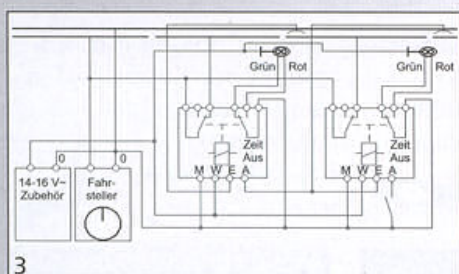 Grün Rot
Grün Rot
Zeit
Aus
M W E A
Zeit
Aus
M W E A
0
0
14-16 V~
Zubehör
Fahr-
steller
3